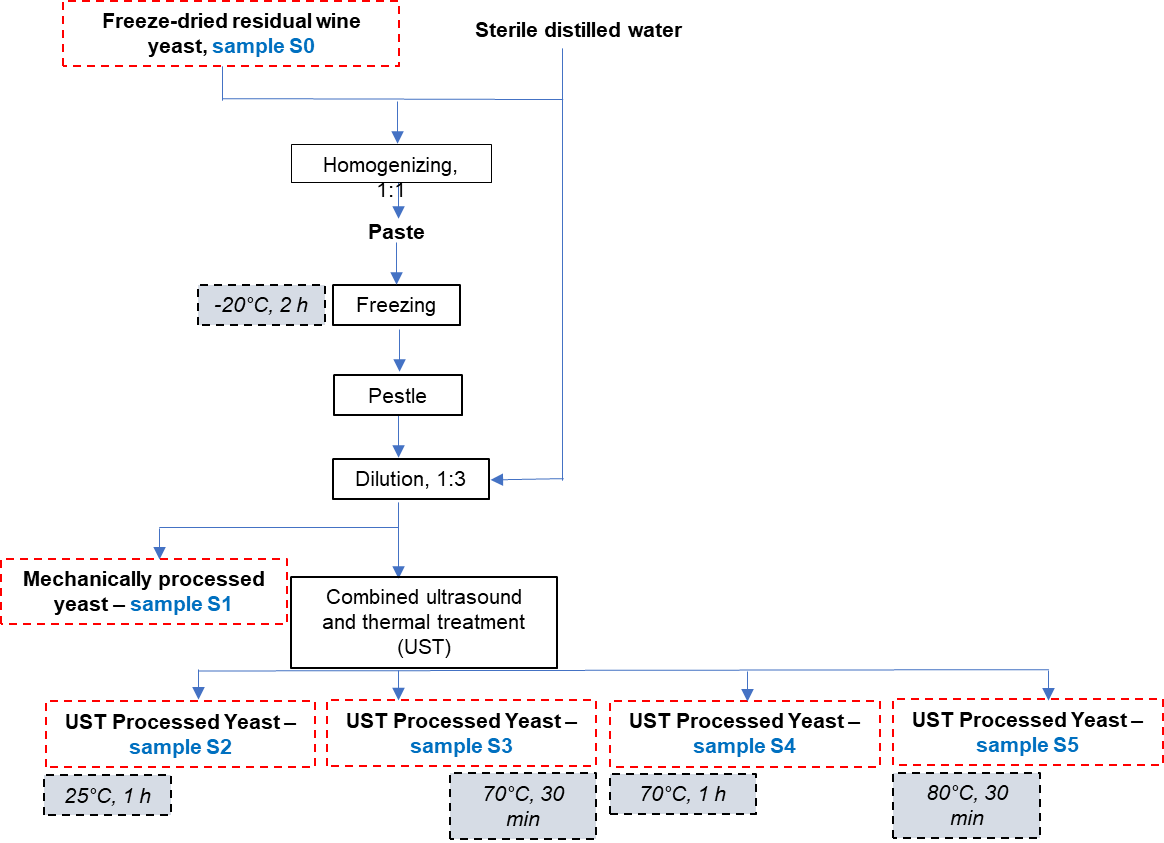 Freeze-dried residual wine
yeast, sample S0
Sterile distilled water
Homogenizing,
1:1
Paste
-20°C, 2 h
Freezing
Pestle
Dilution, 1:3
Mechanically processed
yeast – sample S1
Combined ultrasound
and thermal treatment
(UST)
UST Processed Yeast –
sample S2
UST Processed Yeast –
sample S3
UST Processed Yeast –
sample S4
UST Processed Yeast –
sample S5
25°C, 1 h
70°C, 30
min
70°C, 1 h
80°C, 30
min